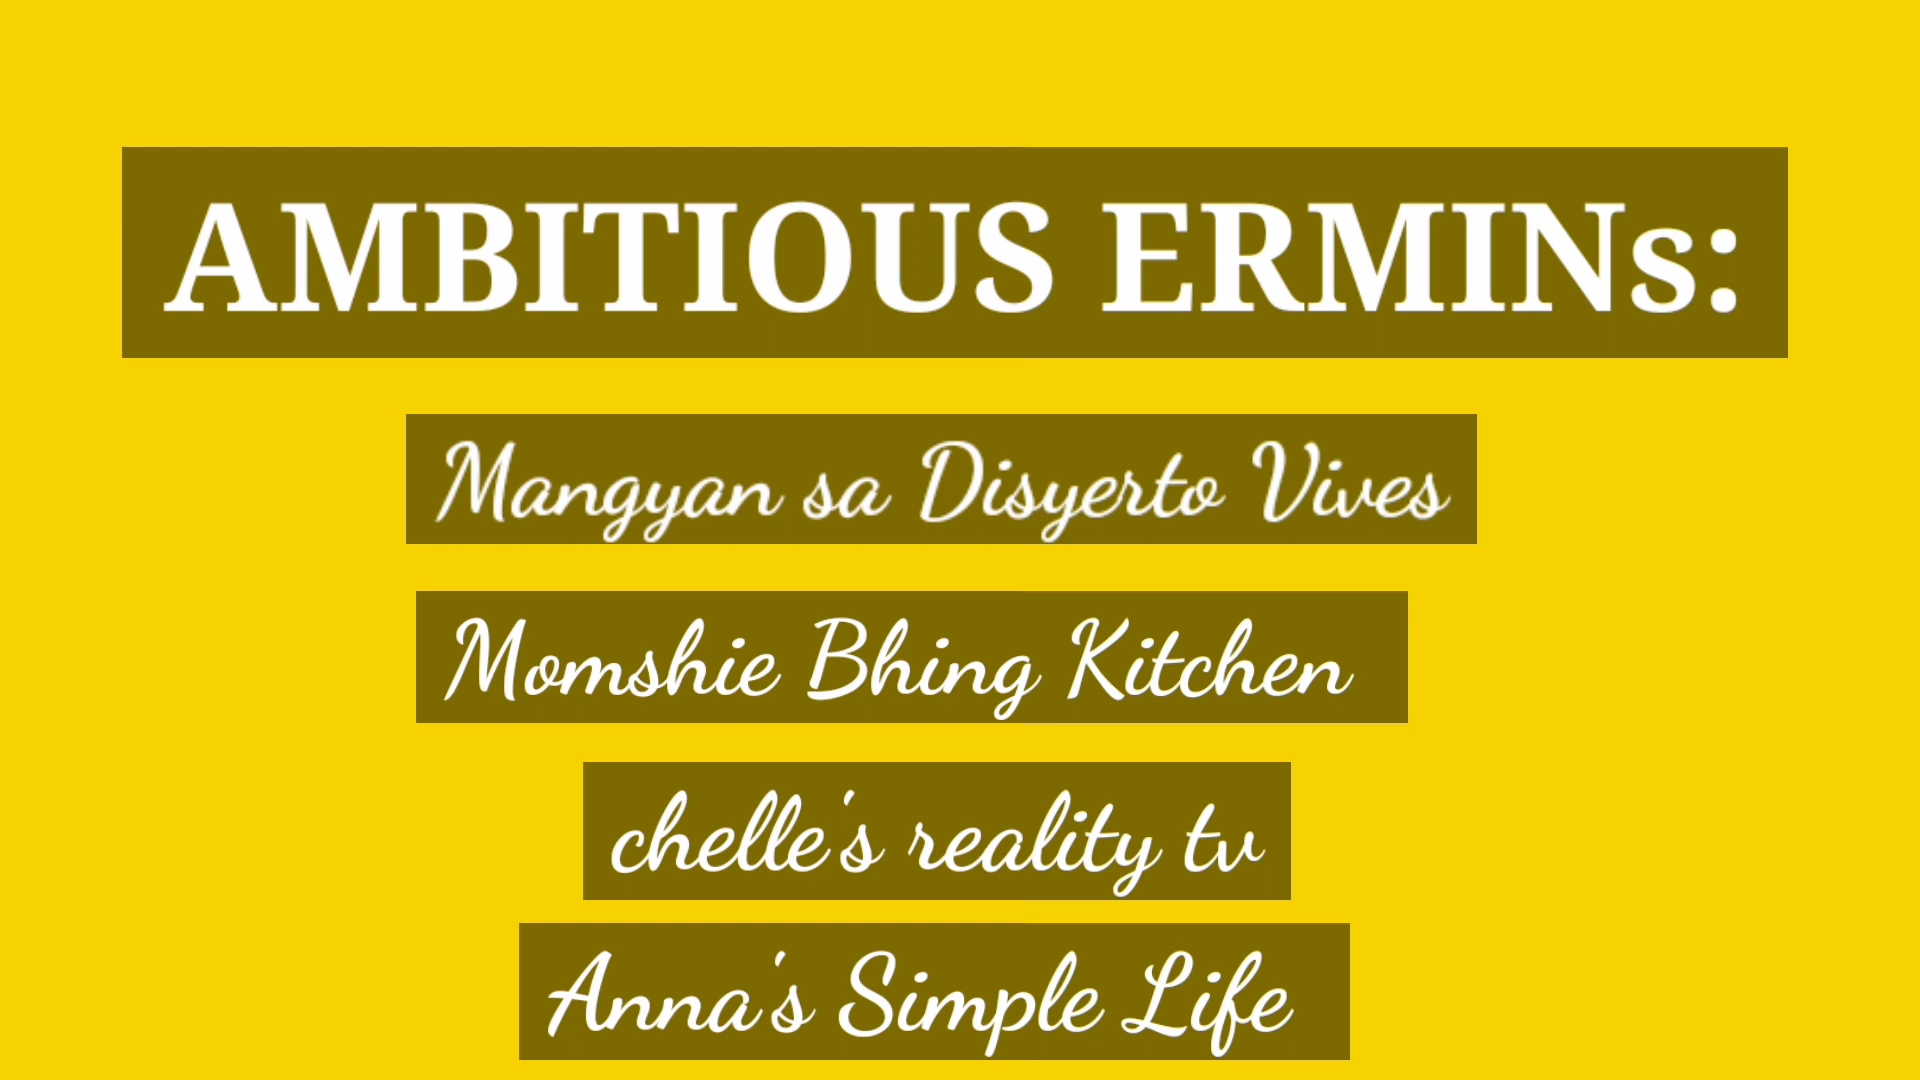 AMBITIOUS ERMINs:
Mangyan sa Disyerto Vives
Momshie Bhing Kitchen
chelle's reality tv
Anna's Simple Life